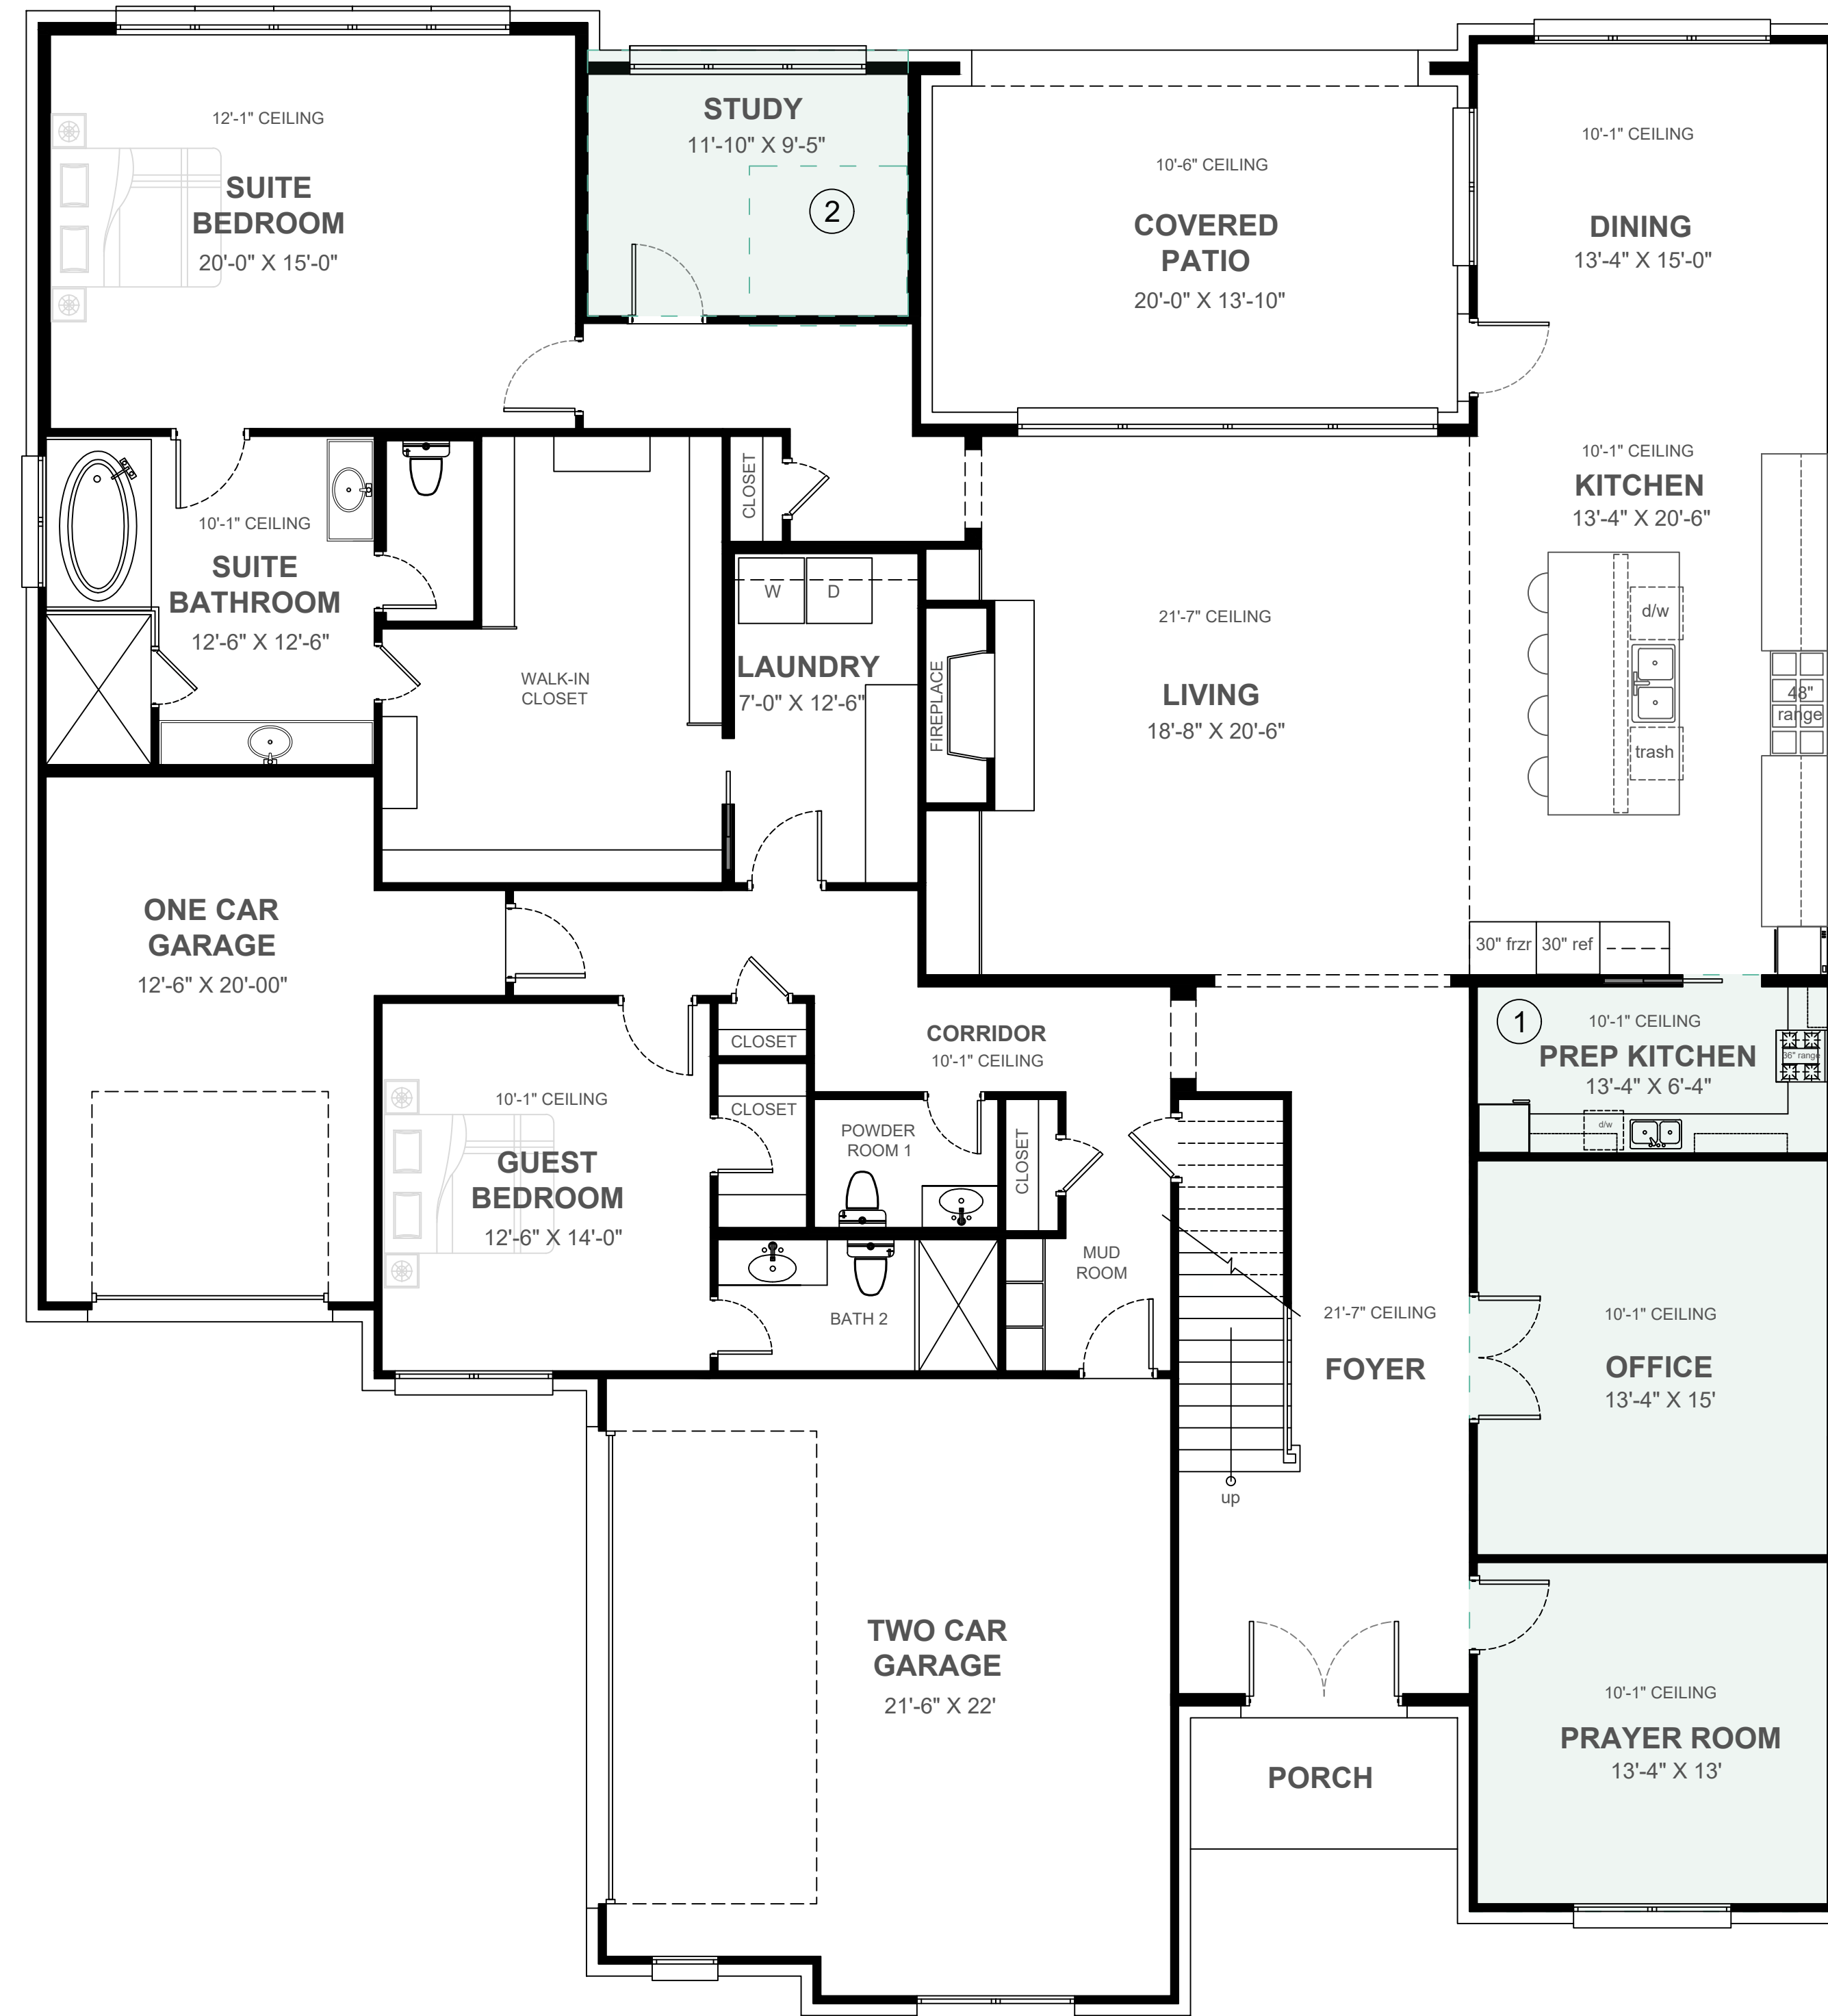 12'-1" CEILING
SUITE
BEDROOM
20'-0" X 15'-0"
STUDY
11'-10" X 9'-5"
2
10'-6" CEILING
COVERED
PATIO
20'-0" X 13'-10"
10'-1" CEILING
DINING
13'-4" X 15'-0"
10'-1" CEILING
SUITE
BATHROOM
12'-6" X 12'-6"
WALK-IN
CLOSET
CLOSET
W
D
LAUNDRY
7'-0" X 12'-6"
FIREPLACE
21'-7" CEILING
LIVING
18'-8" X 20'-6"
10'-1" CEILING
KITCHEN
13'-4" X 20'-6"
d/w
trash
48"
range
30" frzr
30" ref
ONE CAR
GARAGE
12'-6" X 20'-00"
CORRIDOR
10'-1" CEILING
1
10'-1" CEILING
PREP KITCHEN
13'-4" X 6'-4"
36" range
d/w
CLOSET
CLOSET
10'-1" CEILING
GUEST
BEDROOM
12'-6" X 14'-0"
POWDER
ROOM 1
CLOSET
MUD
ROOM
BATH 2
up
21'-7" CEILING
FOYER
10'-1" CEILING
OFFICE
13'-4" X 15'
TWO CAR
GARAGE
21'-6" X 22'
PORCH
10'-1" CEILING
PRAYER ROOM
13'-4" X 13'